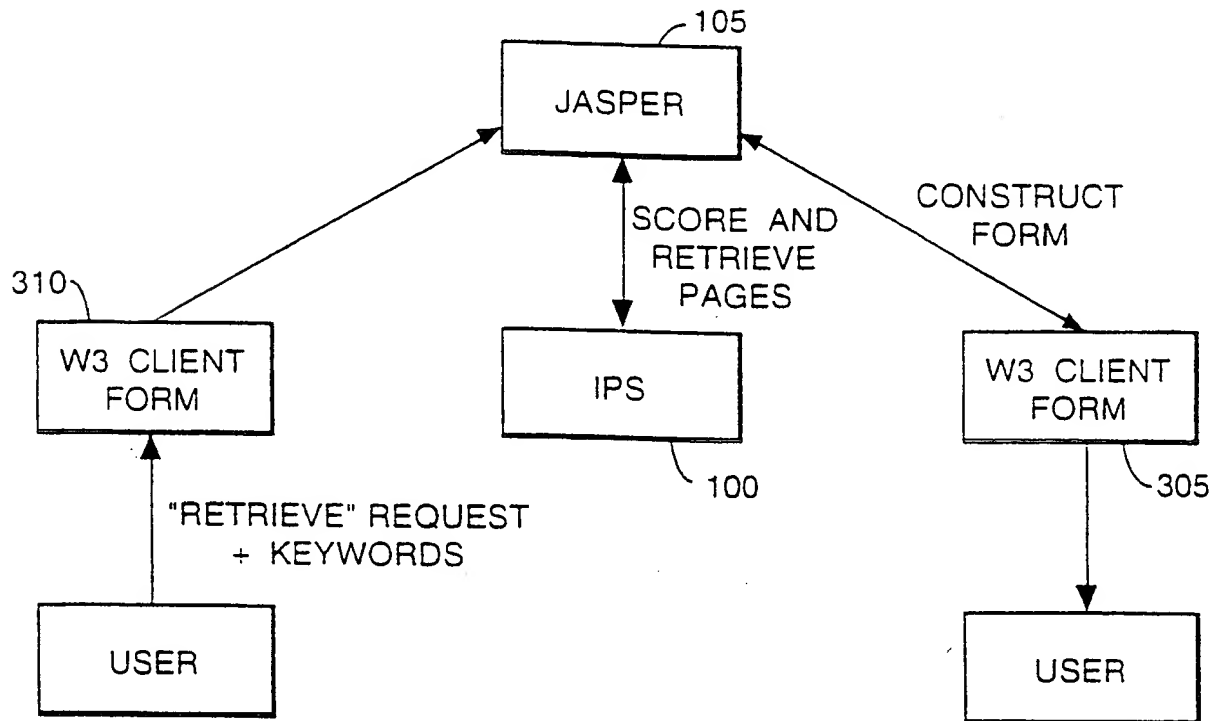 105
JASPER
CONSTRUCT
FORM
SCORE AND
RETRIEVE
PAGES
310
W3 CLIENT
FORM
IPS
W3 CLIENT
FORM
100
305
"RETRIEVE" REQUEST
+ KEYWORDS
USER
USER